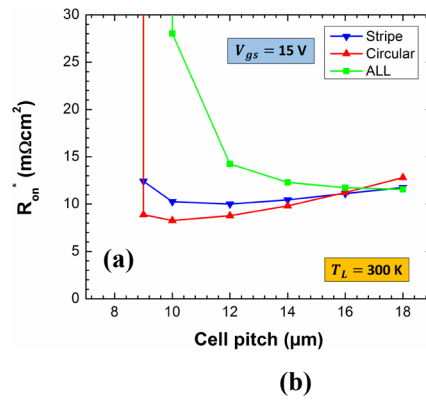 30
25
20
15
10
5
0
R_on* (mΩcm²)
V_gs = 15 V
Stripe
Circular
ALL
(a)
T_L = 300 K
8 10 12 14 16 18
Cell pitch (µm)
(b)